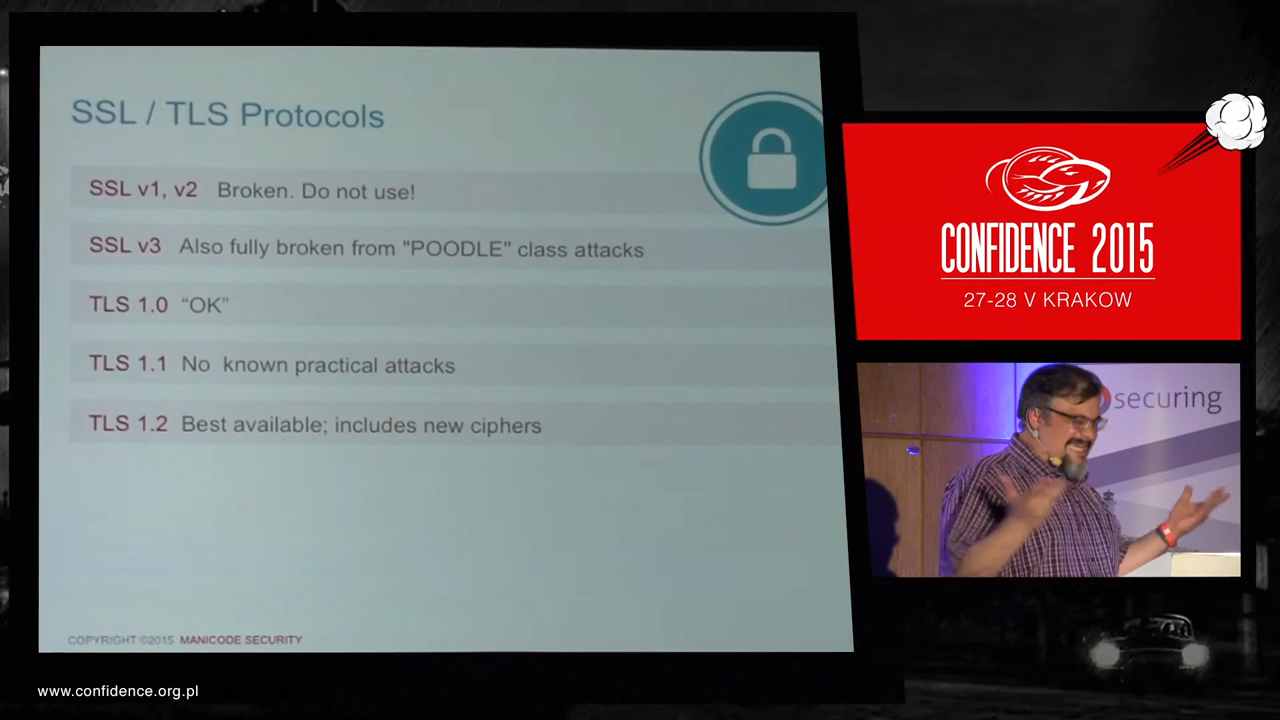 SSL / TLS Protocols
SSL v1, v2 Broken. Do not use!
SSL v3 Also fully broken from "POODLE" class attacks
TLS 1.0 “OK”
TLS 1.1 No known practical attacks
TLS 1.2 Best available; includes new ciphers
COPYRIGHT ©2015 MANICODE SECURITY
CONFIDENCE 2015
27-28 V KRAKOW
securing
www.confidence.org.pl